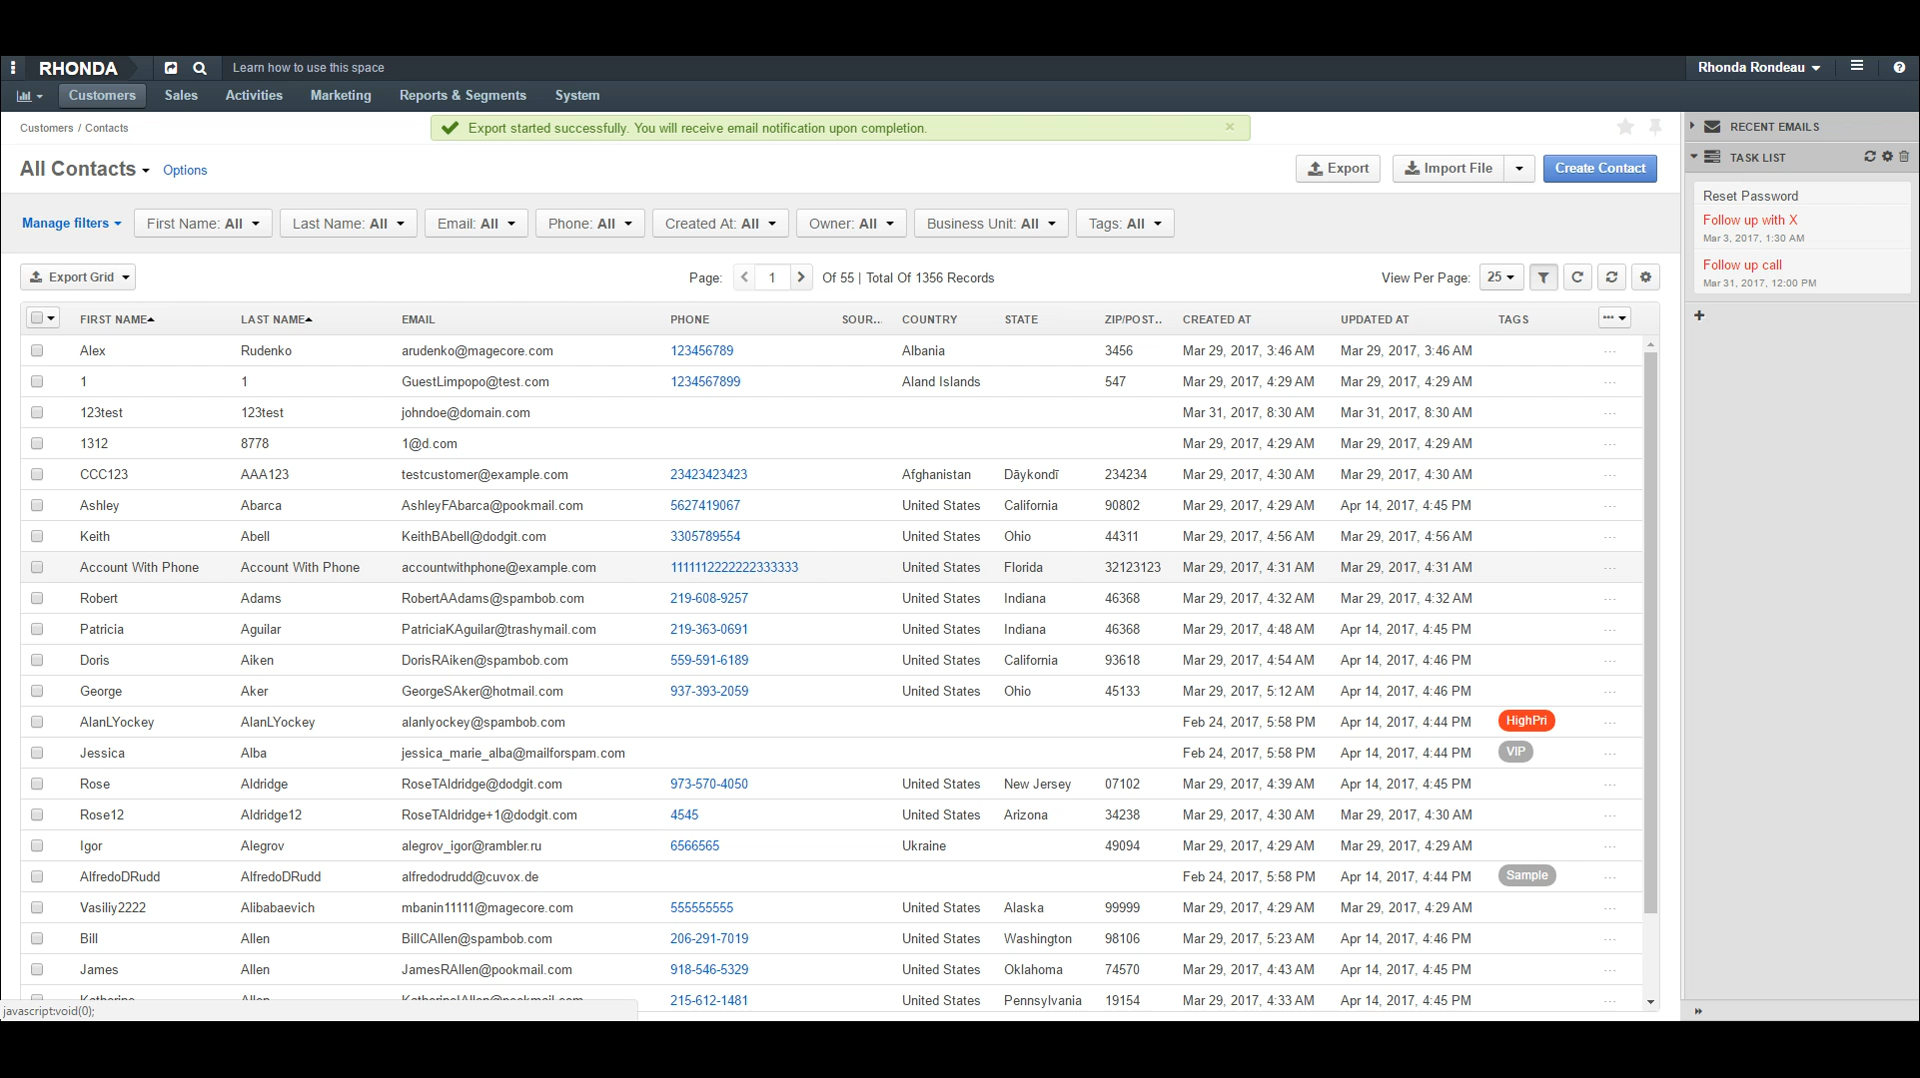 RHONDA Learn how to use this space Rhonda Rondeau
Customers Sales Activities Marketing Reports & Segments System
Customers / Contacts
Export started successfully. You will receive email notification upon completion. ×
All Contacts Options
Export Import File Create Contact
Manage filters First Name: All Last Name: All Email: All Phone: All Created At: All Owner: All Business Unit: All Tags: All
Export Grid Page: 1 Of 55 | Total Of 1356 Records View Per Page: 25
FIRST NAME LAST NAME EMAIL PHONE SOUR... COUNTRY STATE ZIP/POST.. CREATED AT UPDATED AT TAGS
Alex Rudenko arudenko@magecore.com 123456789 Albania 3456 Mar 29, 2017, 3:46 AM Mar 29, 2017, 3:46 AM
1 1 GuestLimpopo@test.com 1234567899 Aland Islands 547 Mar 29, 2017, 4:29 AM Mar 29, 2017, 4:29 AM
123test 123test johndoe@domain.com Mar 31, 2017, 8:30 AM Mar 31, 2017, 8:30 AM
1312 8778 1@d.com Mar 29, 2017, 4:29 AM Mar 29, 2017, 4:29 AM
CCC123 AAA123 testcustomer@example.com 23423423423 Afghanistan Dāykondī 234234 Mar 29, 2017, 4:30 AM Mar 29, 2017, 4:30 AM
Ashley Abarca AshleyFAbarca@pookmail.com 5627419067 United States California 90802 Mar 29, 2017, 4:29 AM Apr 14, 2017, 4:45 PM
Keith Abell KeithBAbell@dodgit.com 3305789554 United States Ohio 44311 Mar 29, 2017, 4:56 AM Mar 29, 2017, 4:56 AM
Account With Phone Account With Phone accountwithphone@example.com 1111112222222333333 United States Florida 32123123 Mar 29, 2017, 4:31 AM Mar 29, 2017, 4:31 AM
Robert Adams RobertAAdams@spambob.com 219-608-9257 United States Indiana 46368 Mar 29, 2017, 4:32 AM Mar 29, 2017, 4:32 AM
Patricia Aguilar PatriciaKAguilar@trashymail.com 219-363-0691 United States Indiana 46368 Mar 29, 2017, 4:48 AM Apr 14, 2017, 4:45 PM
Doris Aiken DorisRAiken@spambob.com 559-591-6189 United States California 93618 Mar 29, 2017, 4:54 AM Apr 14, 2017, 4:46 PM
George Aker GeorgeSAker@hotmail.com 937-393-2059 United States Ohio 45133 Mar 29, 2017, 5:12 AM Apr 14, 2017, 4:46 PM
AlanLYockey AlanLYockey alanlyockey@spambob.com Feb 24, 2017, 5:58 PM Apr 14, 2017, 4:44 PM HighPri
Jessica Alba jessica_marie_alba@mailforspam.com Feb 24, 2017, 5:58 PM Apr 14, 2017, 4:44 PM VIP
Rose Aldridge RoseTAldridge@dodgit.com 973-570-4050 United States New Jersey 07102 Mar 29, 2017, 4:39 AM Apr 14, 2017, 4:45 PM
Rose12 Aldridge12 RoseTAldridge+1@dodgit.com 4545 United States Arizona 34238 Mar 29, 2017, 4:30 AM Mar 29, 2017, 4:30 AM
Igor Alegrov alegrov_igor@rambler.ru 6566565 Ukraine 49094 Mar 29, 2017, 4:29 AM Mar 29, 2017, 4:29 AM
AlfredoDRudd AlfredoDRudd alfredodrudd@cuvox.de Feb 24, 2017, 5:58 PM Apr 14, 2017, 4:44 PM Sample
Vasiliy2222 Alibabaevich mbanin11111@magecore.com 555555555 United States Alaska 99999 Mar 29, 2017, 4:29 AM Mar 29, 2017, 4:29 AM
Bill Allen BillCAllen@spambob.com 206-291-7019 United States Washington 98106 Mar 29, 2017, 5:23 AM Apr 14, 2017, 4:46 PM
James Allen JamesRAllen@pookmail.com 918-546-5329 United States Oklahoma 74570 Mar 29, 2017, 4:43 AM Apr 14, 2017, 4:45 PM
Katherine Allen 215-612-1481 United States Pennsylvania 19154 Mar 29, 2017, 4:33 AM Apr 14, 2017, 4:45 PM
javascript:void(0);
RECENT EMAILS
TASK LIST
Reset Password
Follow up with X
Mar 3, 2017, 1:30 AM
Follow up call
Mar 31, 2017, 12:00 PM